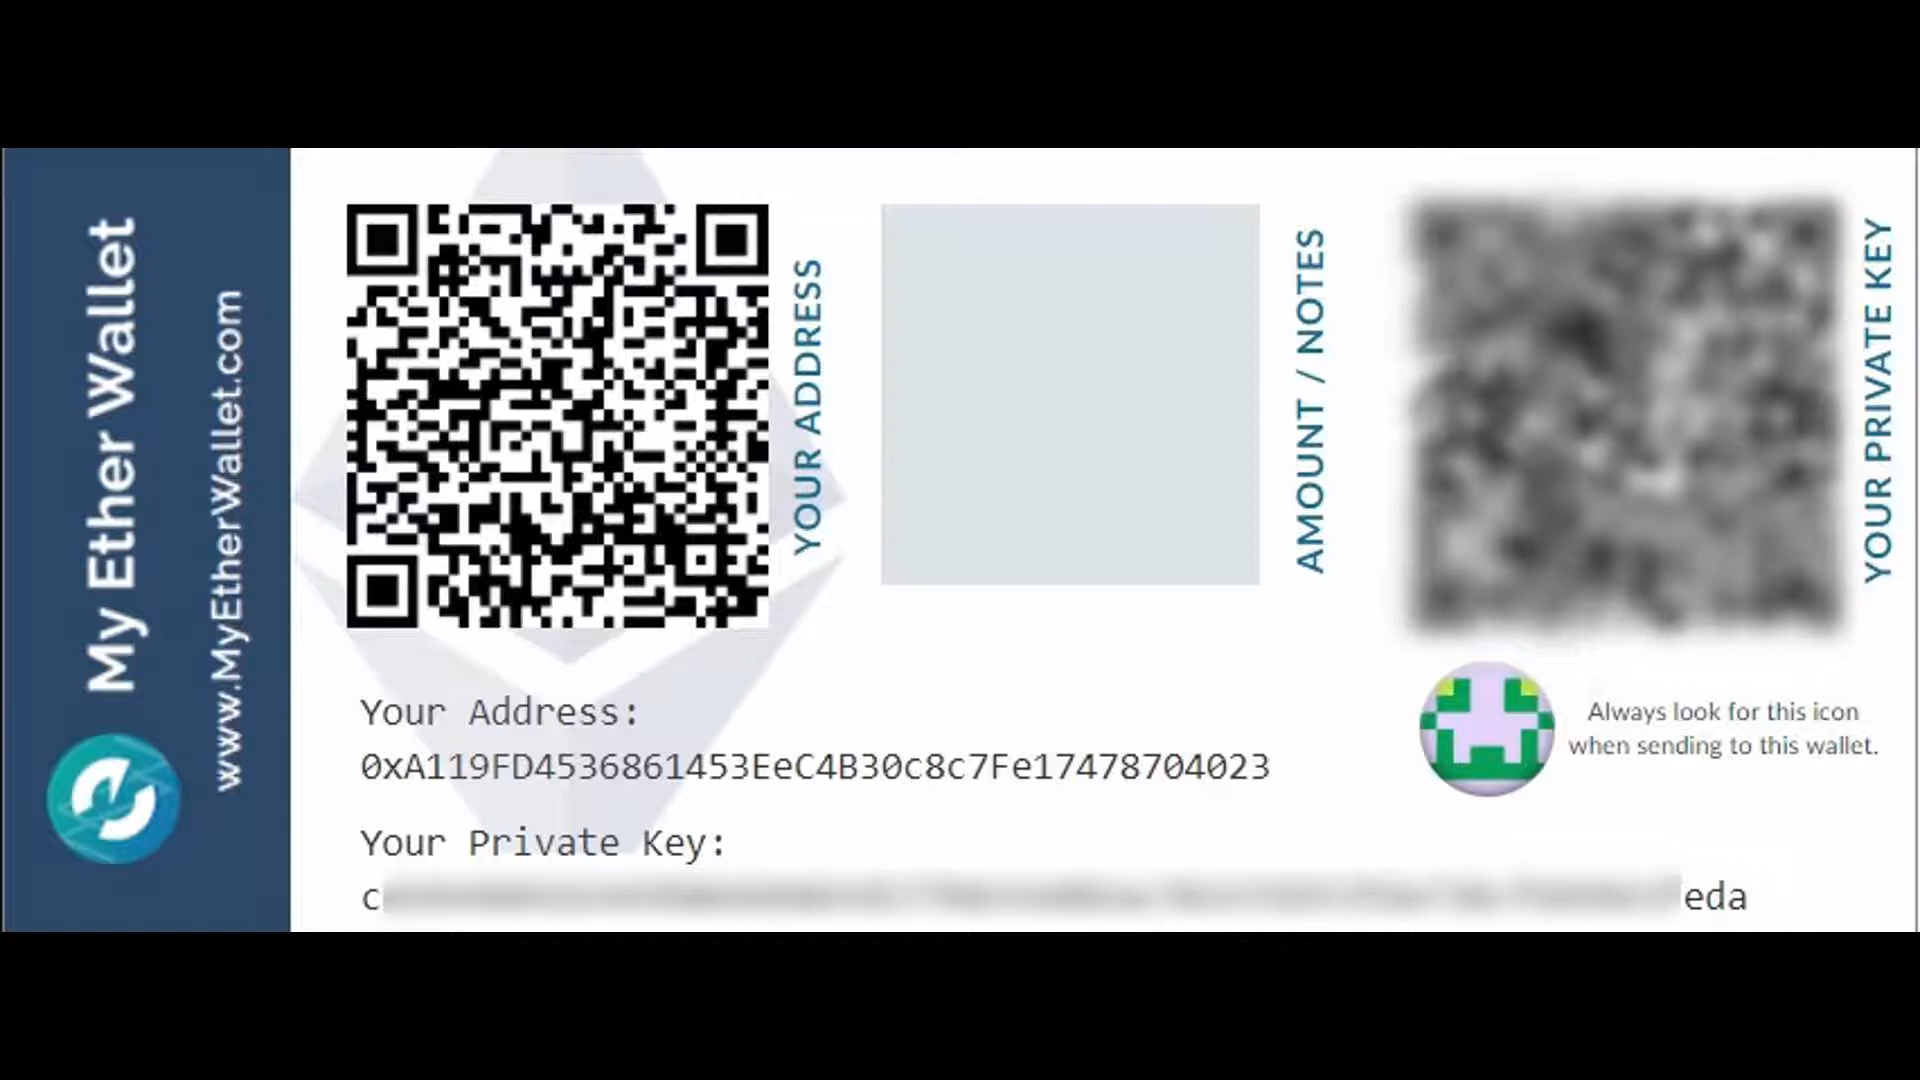 My Ether Wallet
www.MyEtherWallet.com
YOUR ADDRESS
AMOUNT / NOTES
YOUR PRIVATE KEY
Your Address:
0xA119FD4536861453EeC4B30c8c7Fe17478704023
Always look for this icon
when sending to this wallet.
Your Private Key:
c eda